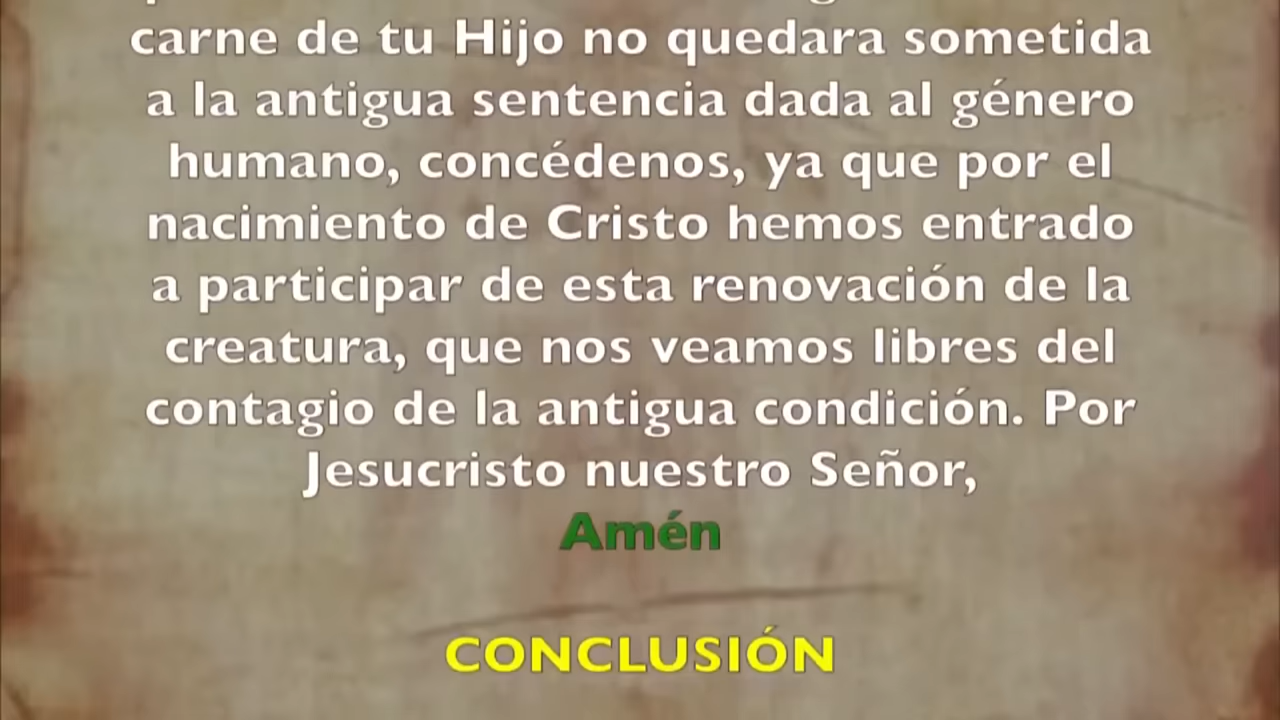 carne de tu Hijo no quedara sometida
a la antigua sentencia dada al género
humano, concédenos, ya que por el
nacimiento de Cristo hemos entrado
a participar de esta renovación de la
creatura, que nos veamos libres del
contagio de la antigua condición. Por
Jesucristo nuestro Señor,
Amén
CONCLUSIÓN